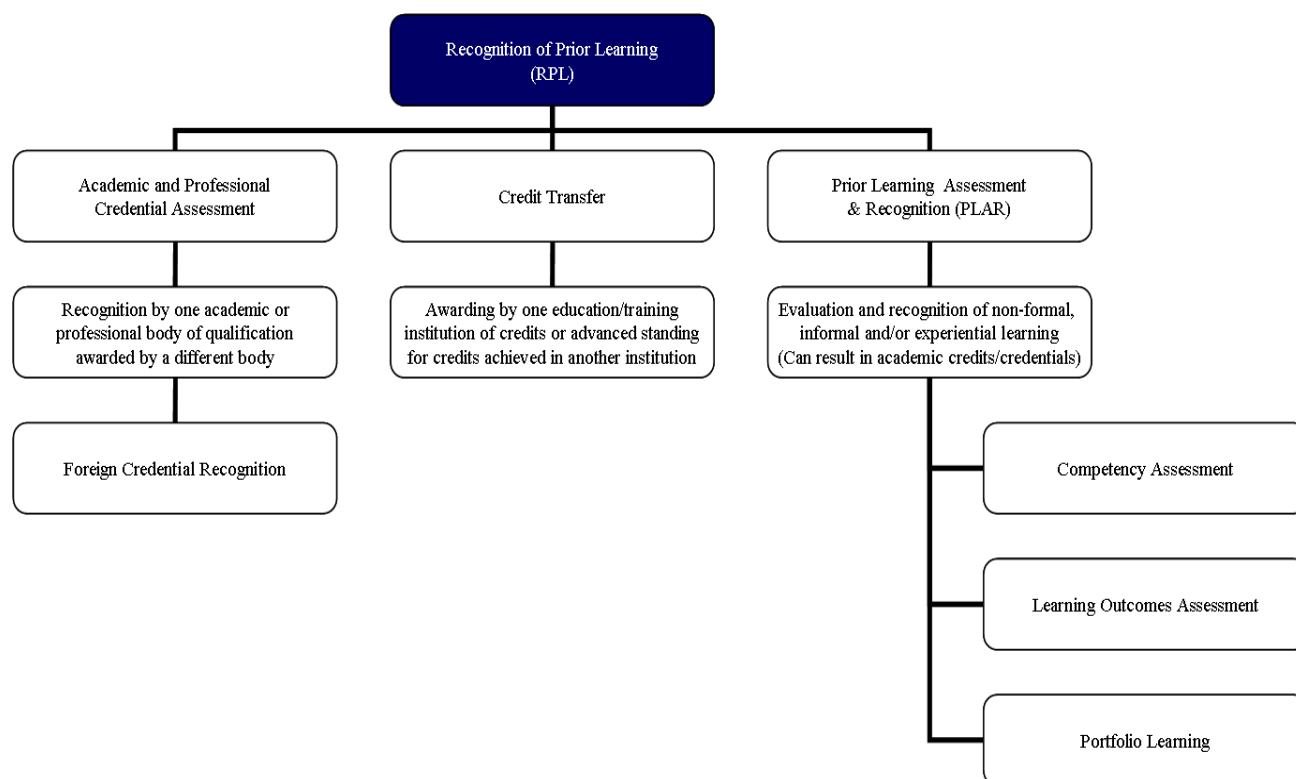 Recognition of Prior Learning
(RPL)
Academic and Professional
Credential Assessment
Credit Transfer
Prior Learning Assessment
& Recognition (PLAR)
Recognition by one academic or
professional body of qualification
awarded by a different body
Awarding by one education/training
institution of credits or advanced standing
for credits achieved in another institution
Evaluation and recognition of non-formal,
informal and/or experiential learning
(Can result in academic credits/credentials)
Foreign Credential Recognition
Competency Assessment
Learning Outcomes Assessment
Portfolio Learning